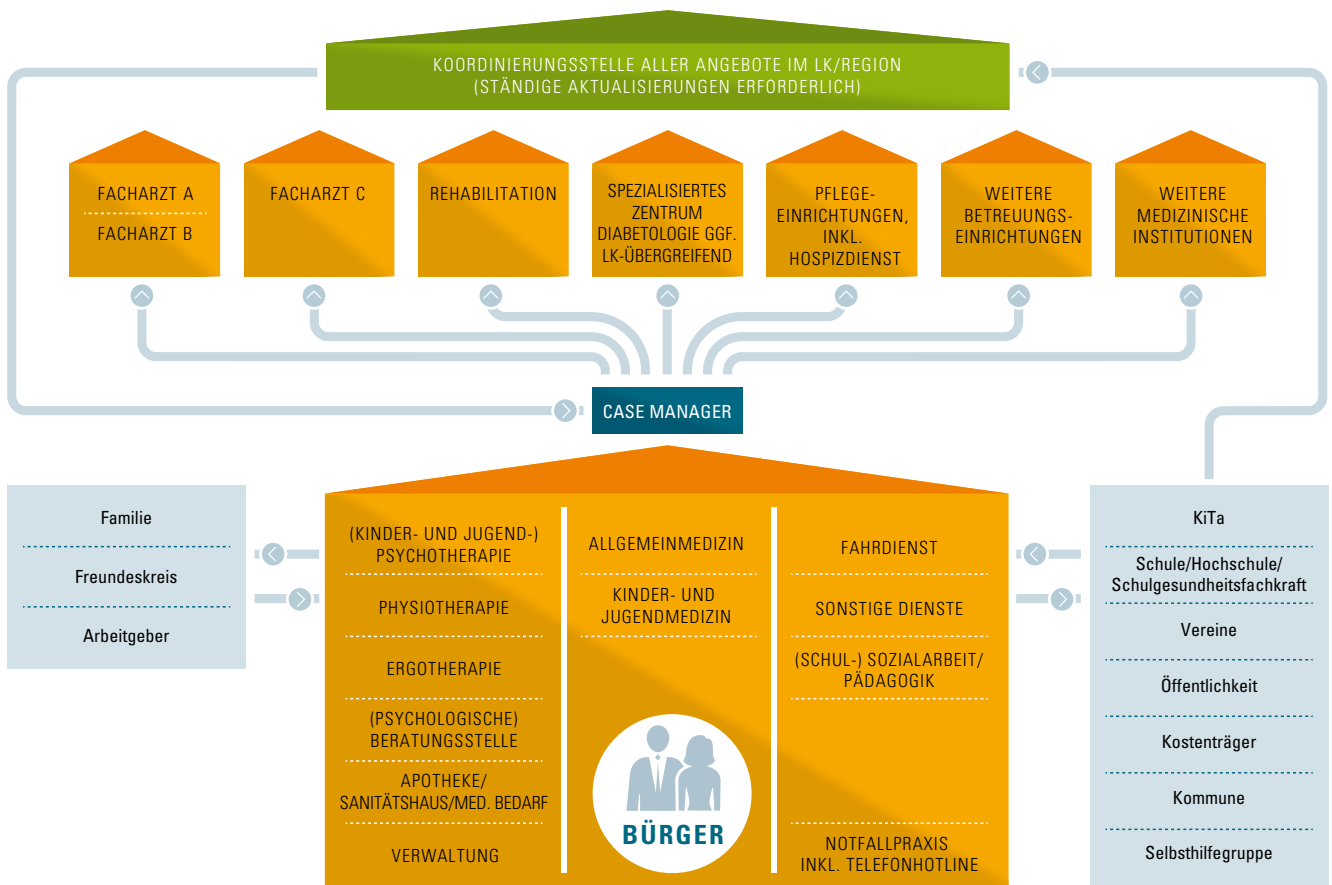 KOORDINIERUNGSSTELLE ALLER ANGEBOTE IM LK/REGION
(STÄNDIGE AKTUALISIERUNGEN ERFORDERLICH)
FACHARZT A
FACHARZT B
FACHARZT C
REHABILITATION
SPEZIALISIERTES
ZENTRUM
DIABETOLOGIE GGF.
LK-ÜBERGREIFEND
PFLEGE-
EINRICHTUNGEN,
INKL.
HOSPIZDIENST
WEITERE
BETREUUNGS-
EINRICHTUNGEN
WEITERE
MEDIZINISCHE
INSTITUTIONEN
CASE MANAGER
Familie
Freundeskreis
Arbeitgeber
(KINDER- UND JUGEND-)
PSYCHOTHERAPIE
PHYSIOTHERAPIE
ERGOTHERAPIE
(PSYCHOLOGISCHE)
BERATUNGSSTELLE
APOTHEKE/
SANITÄTSHAUS/MED. BEDARF
VERWALTUNG
ALLGEMEINMEDIZIN
KINDER- UND
JUGENDMEDIZIN
BÜRGER
FAHRDIENST
SONSTIGE DIENSTE
(SCHUL-) SOZIALARBEIT/
PÄDAGOGIK
NOTFALLPRAXIS
INKL. TELEFONHOTLINE
KiTa
Schule/Hochschule/
Schulgesundheitsfachkraft
Vereine
Öffentlichkeit
Kostenträger
Kommune
Selbsthilfegruppe